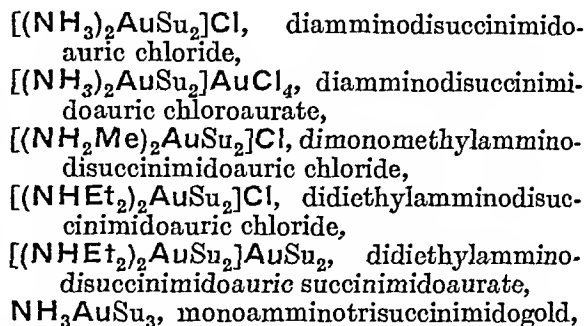 [(NH₃)₂AuSu₂]Cl, diamminodisuccinimido-
auric chloride,
[(NH₃)₂AuSu₂]AuCl₄, diamminodisuccinimi-
doauric chloroaurate,
[(NH₂Me)₂AuSu₂]Cl, dimonomethylammino-
disuccinimidoauric chloride,
[(NHEt₂)₂AuSu₂]Cl, didiethylamminodisuc-
cinimidoauric chloride,
[(NHEt₂)₂AuSu₂]AuSu₂, didiethylammino-
disuccinimidoauric succinimidoaurate,
NH₃AuSu₃, monoamminotrisuccinimidogold,